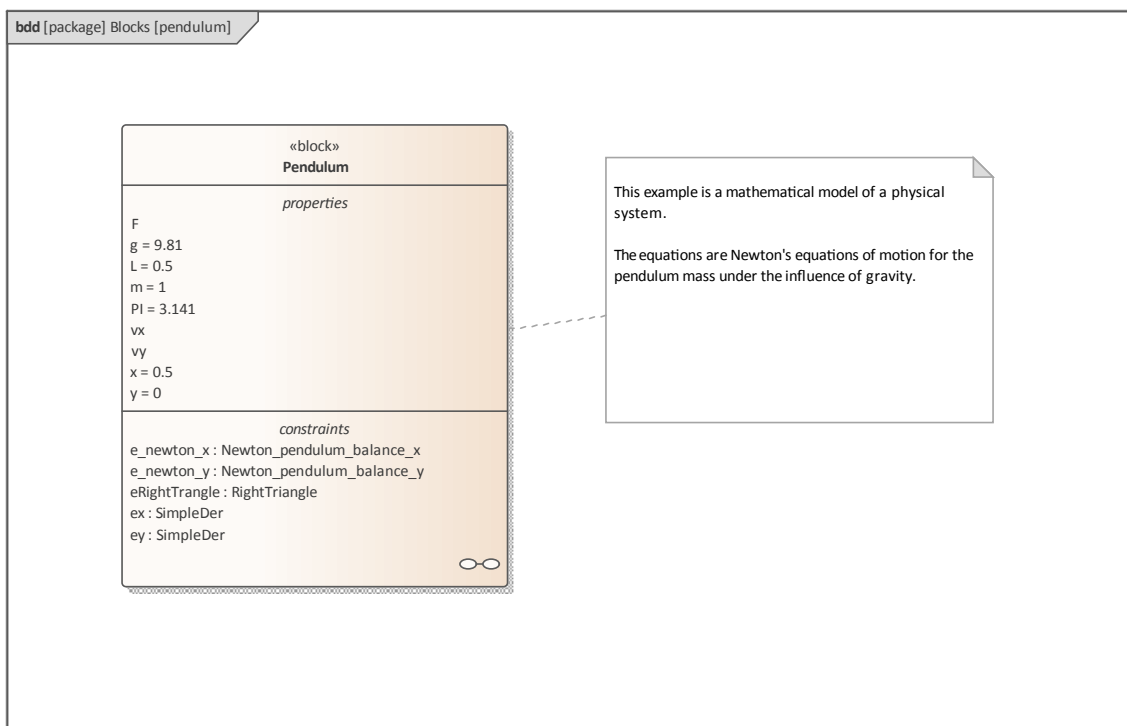 bdd [package] Blocks [pendulum]
«block»
Pendulum
properties
F
g = 9.81
L = 0.5
m = 1
PI = 3.141
vx
vy
x = 0.5
y = 0
constraints
e_newton_x : Newton_pendulum_balance_x
e_newton_y : Newton_pendulum_balance_y
eRightTrangle : RightTriangle
ex : SimpleDer
ey : SimpleDer
This example is a mathematical model of a physical
system.
The equations are Newton's equations of motion for the
pendulum mass under the influence of gravity.